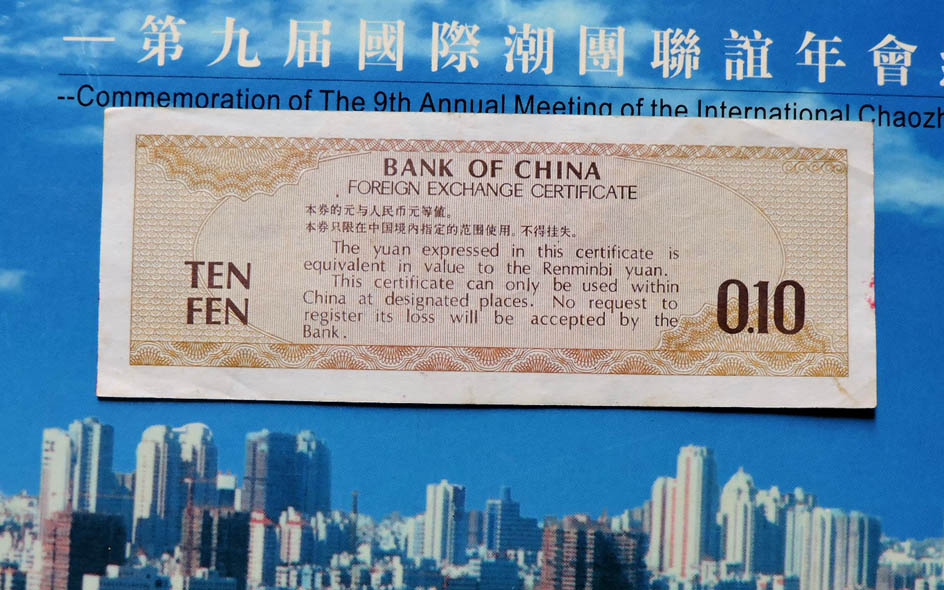 —第九届國際潮團聯誼年會
--Commemoration of The 9th Annual Meeting of the International Chaozh
BANK OF CHINA
FOREIGN EXCHANGE CERTIFICATE
本券的元与人民币元等值。
本券只限在中国境内指定的范围使用。不得挂失。
The yuan expressed in this certificate is
equivalent in value to the Renminbi yuan.
This certificate can only be used within
China at designated places. No request to
register its loss will be accepted by the
Bank.
TEN
FEN
0.10